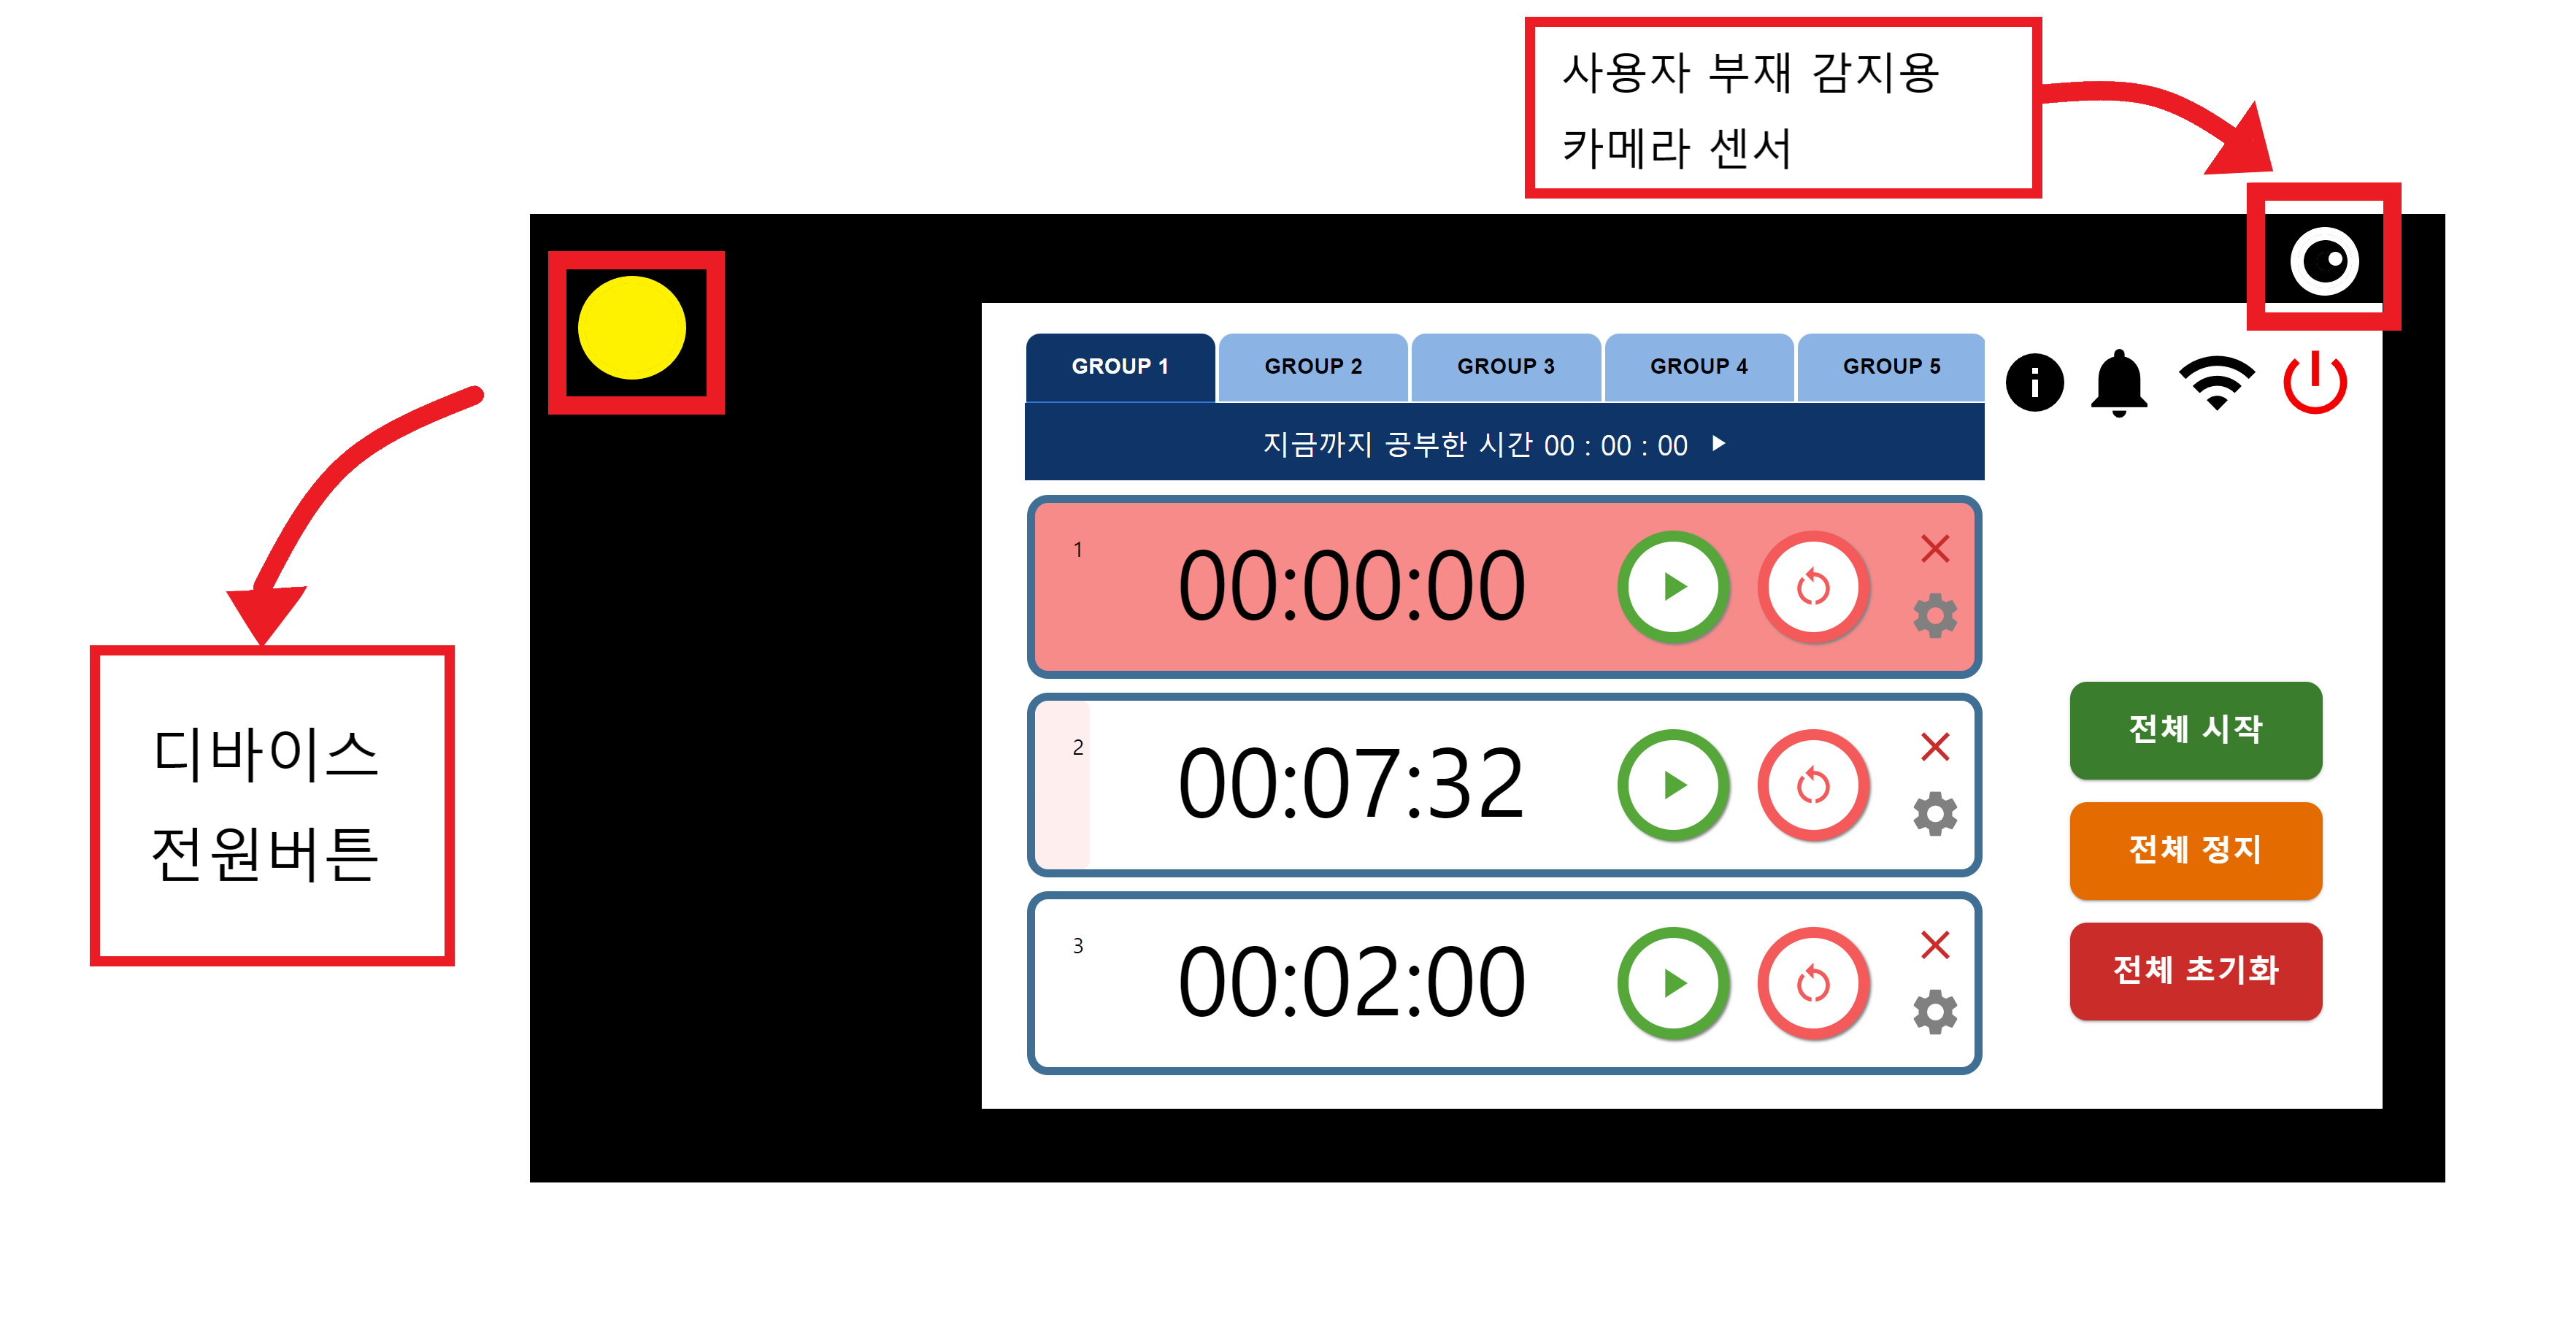 사용자 부재 감지용
카메라 센서
GROUP 1 GROUP 2 GROUP 3 GROUP 4 GROUP 5
지금까지 공부한 시간 00 : 00 : 00
1 00:00:00
2 00:07:32
3 00:02:00
전체 시작
전체 정지
전체 초기화
디바이스
전원버튼